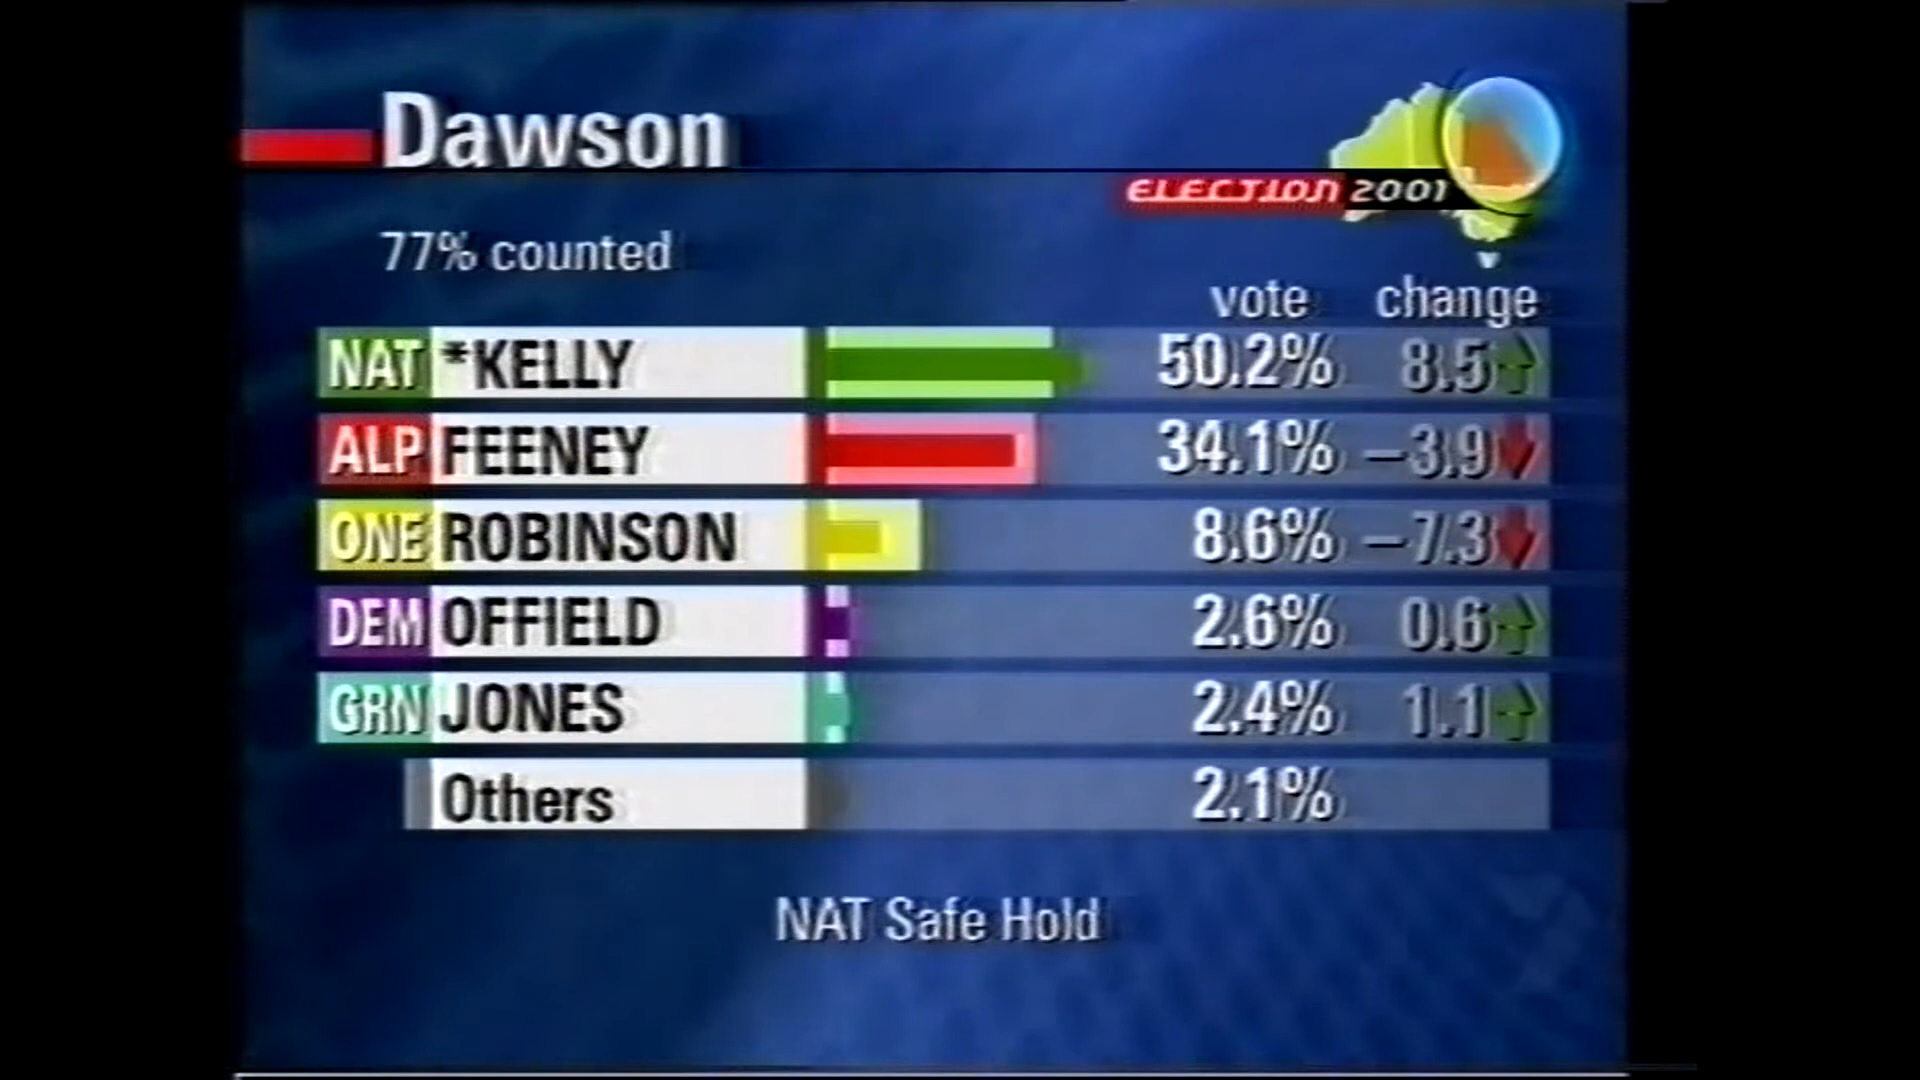 Dawson
ELECTION 2001
77% counted
vote change
NAT *KELLY 50.2% 8.5
ALP FEENEY 34.1% –3.9
ONE ROBINSON 8.6% –7.3
DEM OFFIELD 2.6% 0.6
GRN JONES 2.4% 1.1
Others 2.1%
NAT Safe Hold